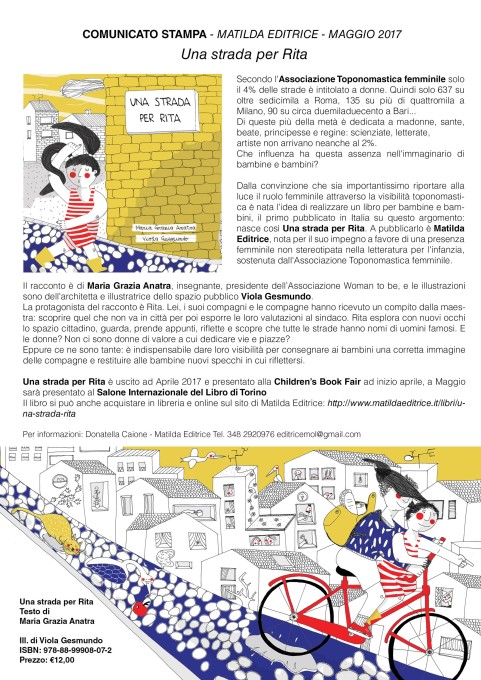 COMUNICATO STAMPA - MATILDA EDITRICE - MAGGIO 2017
Una strada per Rita
UNA STRADA
PER RITA
Maria Grazia Anatra
Viola Gesmundo
Secondo l'Associazione Toponomastica femminile solo
il 4% delle strade è intitolato a donne. Quindi solo 637 su
oltre sedicimila a Roma, 135 su più di quattromila a
Milano, 90 su circa duemiladuecento a Bari...
Di queste più della metà è dedicata a madonne, sante,
beate, principesse e regine: scienziate, letterate,
artiste non arrivano neanche al 2%.
Che influenza ha questa assenza nell'immaginario di
bambine e bambini?
Dalla convinzione che sia importantissimo riportare alla
luce il ruolo femminile attraverso la visibilità toponomasti-
ca è nata l'idea di realizzare un libro per bambine e bam-
bini, il primo pubblicato in Italia su questo argomento:
nasce così Una strada per Rita. A pubblicarlo è Matilda
Editrice, nota per il suo impegno a favore di una presenza
femminile non stereotipata nella letteratura per l'infanzia,
sostenuta dall'Associazione Toponomastica femminile.
Il racconto è di Maria Grazia Anatra, insegnante, presidente dell'Associazione Woman to be, e le illustrazioni
sono dell'architetta e illustratrice dello spazio pubblico Viola Gesmundo.
La protagonista del racconto è Rita. Lei, i suoi compagni e le compagne hanno ricevuto un compito dalla maes-
tra: scoprire quel che non va in città per poi esporre le loro valutazioni al sindaco. Rita esplora con nuovi occhi
lo spazio cittadino, guarda, prende appunti, riflette e scopre che tutte le strade hanno nomi di uomini famosi. E
le donne? Non ci sono donne di valore a cui dedicare vie e piazze?
Eppure ce ne sono tante: è indispensabile dare loro visibilità per consegnare ai bambini una corretta immagine
delle compagne e restituire alle bambine nuovi specchi in cui riflettersi.
Una strada per Rita è uscito ad Aprile 2017 e presentato alla Children's Book Fair ad inizio aprile, a Maggio
sarà presentato al Salone Internazionale del Libro di Torino
Il libro si può anche acquistare in libreria e online sul sito di Matilda Editrice: http://www.matildaeditrice.it/libri/u-
na-strada-rita
Per informazioni: Donatella Caione - Matilda Editrice Tel. 348 2920976 editricemol@gmail.com
Una strada per Rita
Testo di
Maria Grazia Anatra
Ill. di Viola Gesmundo
ISBN: 978-88-99908-07-2
Prezzo: €12,00